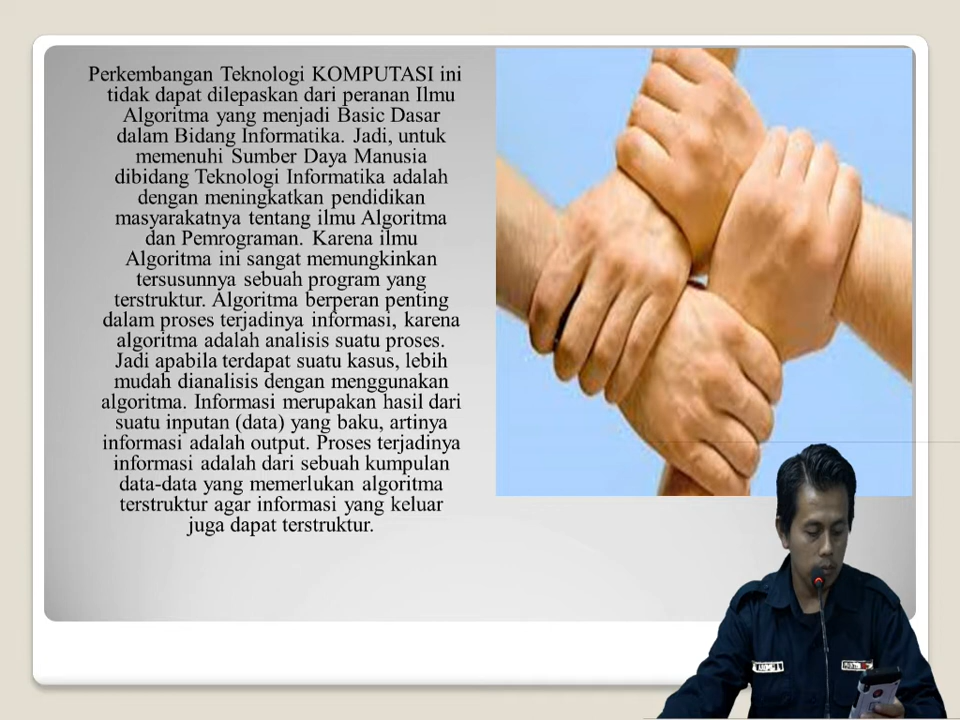 Perkembangan Teknologi KOMPUTASI ini
tidak dapat dilepaskan dari peranan Ilmu
Algoritma yang menjadi Basic Dasar
dalam Bidang Informatika. Jadi, untuk
memenuhi Sumber Daya Manusia
dibidang Teknologi Informatika adalah
dengan meningkatkan pendidikan
masyarakatnya tentang ilmu Algoritma
dan Pemrograman. Karena ilmu
Algoritma ini sangat memungkinkan
tersusunnya sebuah program yang
terstruktur. Algoritma berperan penting
dalam proses terjadinya informasi, karena
algoritma adalah analisis suatu proses.
Jadi apabila terdapat suatu kasus, lebih
mudah dianalisis dengan menggunakan
algoritma. Informasi merupakan hasil dari
suatu inputan (data) yang baku, artinya
informasi adalah output. Proses terjadinya
informasi adalah dari sebuah kumpulan
data-data yang memerlukan algoritma
terstruktur agar informasi yang keluar
juga dapat terstruktur.